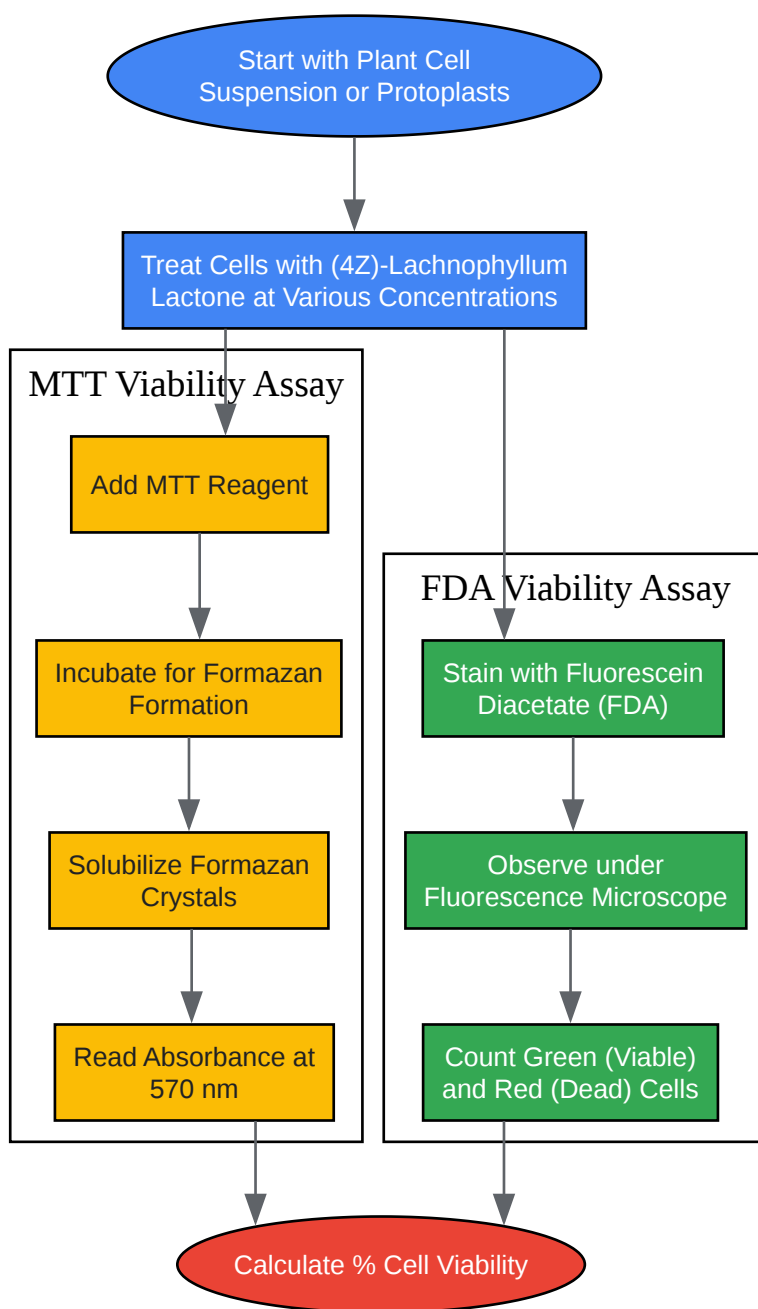 Start with Plant Cell
Suspension or Protoplasts
Treat Cells with (4Z)-Lachnophyllum
Lactone at Various Concentrations
MTT Viability Assay
Add MTT Reagent
Incubate for Formazan
Formation
Solubilize Formazan
Crystals
Read Absorbance at
570 nm
FDA Viability Assay
Stain with Fluorescein
Diacetate (FDA)
Observe under
Fluorescence Microscope
Count Green (Viable)
and Red (Dead) Cells
Calculate % Cell Viability